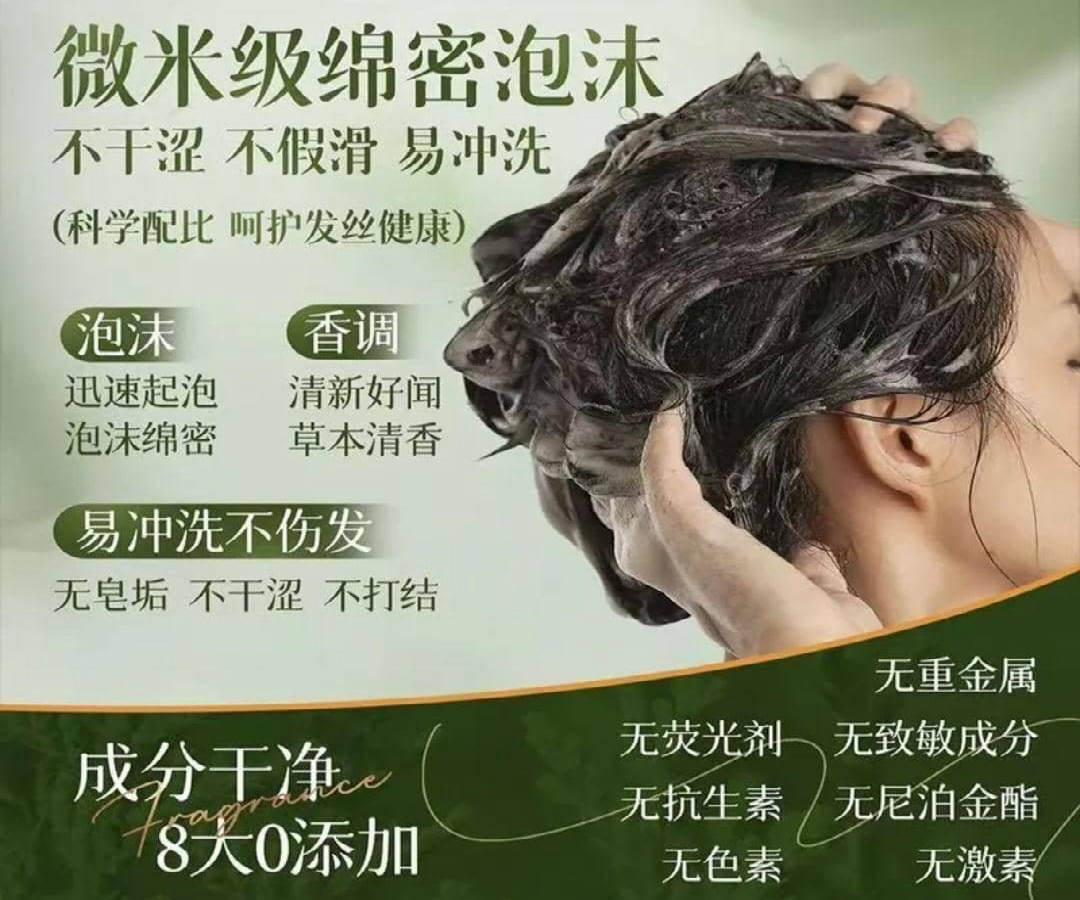 微米级绵密泡沫
不干涩 不假滑 易冲洗
(科学配比 呵护发丝健康)
泡沫
迅速起泡
泡沫绵密
香调
清新好闻
草本清香
易冲洗不伤发
无皂垢 不干涩 不打结
成分干净
Fragrance
8大0添加
无重金属
无荧光剂 无致敏成分
无抗生素 无尼泊金酯
无色素 无激素